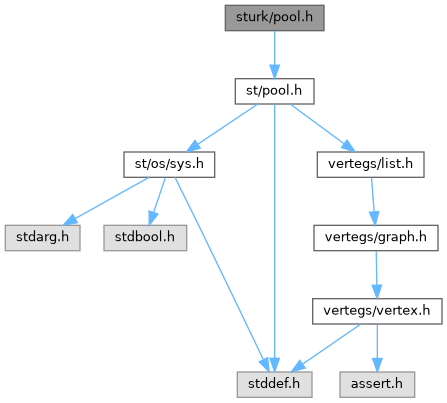 sturk/pool.h
st/pool.h
st/os/sys.h
vertegs/list.h
stdarg.h
stdbool.h
vertegs/graph.h
vertegs/vertex.h
stddef.h
assert.h